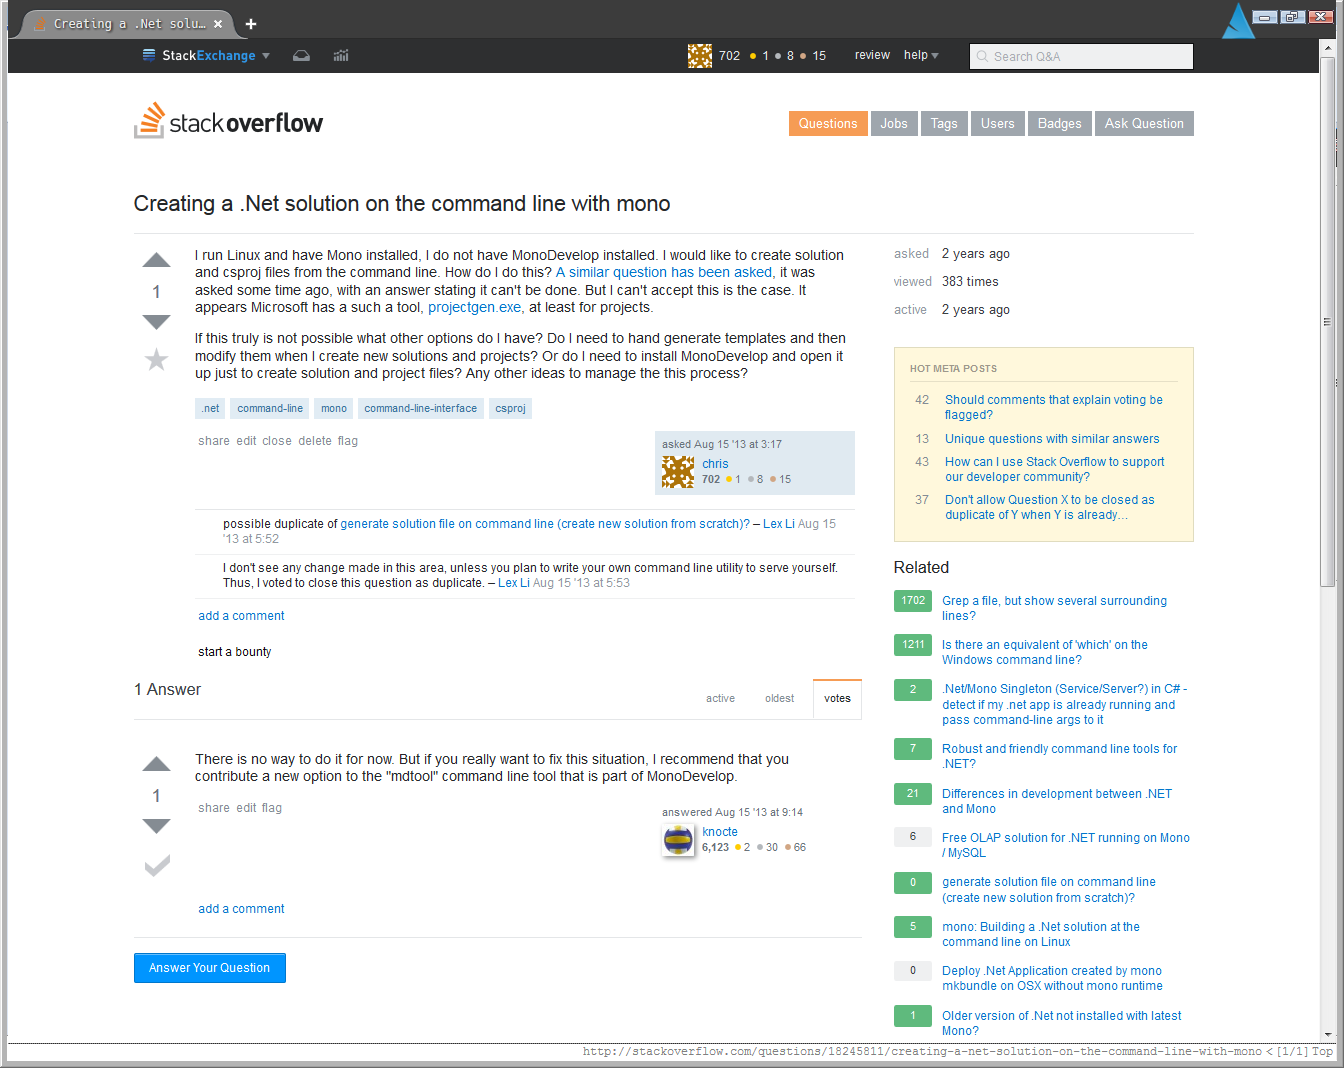 Creating a .Net solu…
StackExchange
702 1 8 15 review help
Search Q&A
stackoverflow
Questions Jobs Tags Users Badges Ask Question
Creating a .Net solution on the command line with mono
I run Linux and have Mono installed, I do not have MonoDevelop installed. I would like to create solution
and csproj files from the command line. How do I do this? A similar question has been asked, it was
asked some time ago, with an answer stating it can't be done. But I can't accept this is the case. It
appears Microsoft has a such a tool, projectgen.exe, at least for projects.
1
If this truly is not possible what other options do I have? Do I need to hand generate templates and then
modify them when I create new solutions and projects? Or do I need to install MonoDevelop and open it
up just to create solution and project files? Any other ideas to manage the this process?
.net command-line mono command-line-interface csproj
share edit close delete flag
asked Aug 15 '13 at 3:17
chris
702 1 8 15
possible duplicate of generate solution file on command line (create new solution from scratch)? – Lex Li Aug 15
'13 at 5:52
I don't see any change made in this area, unless you plan to write your own command line utility to serve yourself.
Thus, I voted to close this question as duplicate. – Lex Li Aug 15 '13 at 5:53
add a comment
start a bounty
1 Answer
active oldest votes
There is no way to do it for now. But if you really want to fix this situation, I recommend that you
contribute a new option to the "mdtool" command line tool that is part of MonoDevelop.
1
share edit flag
answered Aug 15 '13 at 9:14
knocte
6,123 2 30 66
add a comment
Answer Your Question
asked 2 years ago
viewed 383 times
active 2 years ago
HOT META POSTS
42 Should comments that explain voting be
flagged?
13 Unique questions with similar answers
43 How can I use Stack Overflow to support
our developer community?
37 Don't allow Question X to be closed as
duplicate of Y when Y is already…
Related
1702 Grep a file, but show several surrounding
lines?
1211 Is there an equivalent of 'which' on the
Windows command line?
2 .Net/Mono Singleton (Service/Server?) in C# -
detect if my .net app is already running and
pass command-line args to it
7 Robust and friendly command line tools for
.NET?
21 Differences in development between .NET
and Mono
6 Free OLAP solution for .NET running on Mono
/ MySQL
0 generate solution file on command line
(create new solution from scratch)?
5 mono: Building a .Net solution at the
command line on Linux
0 Deploy .Net Application created by mono
mkbundle on OSX without mono runtime
1 Older version of .Net not installed with latest
Mono?
http://stackoverflow.com/questions/18245811/creating-a-net-solution-on-the-command-line-with-mono < [1/1] Top